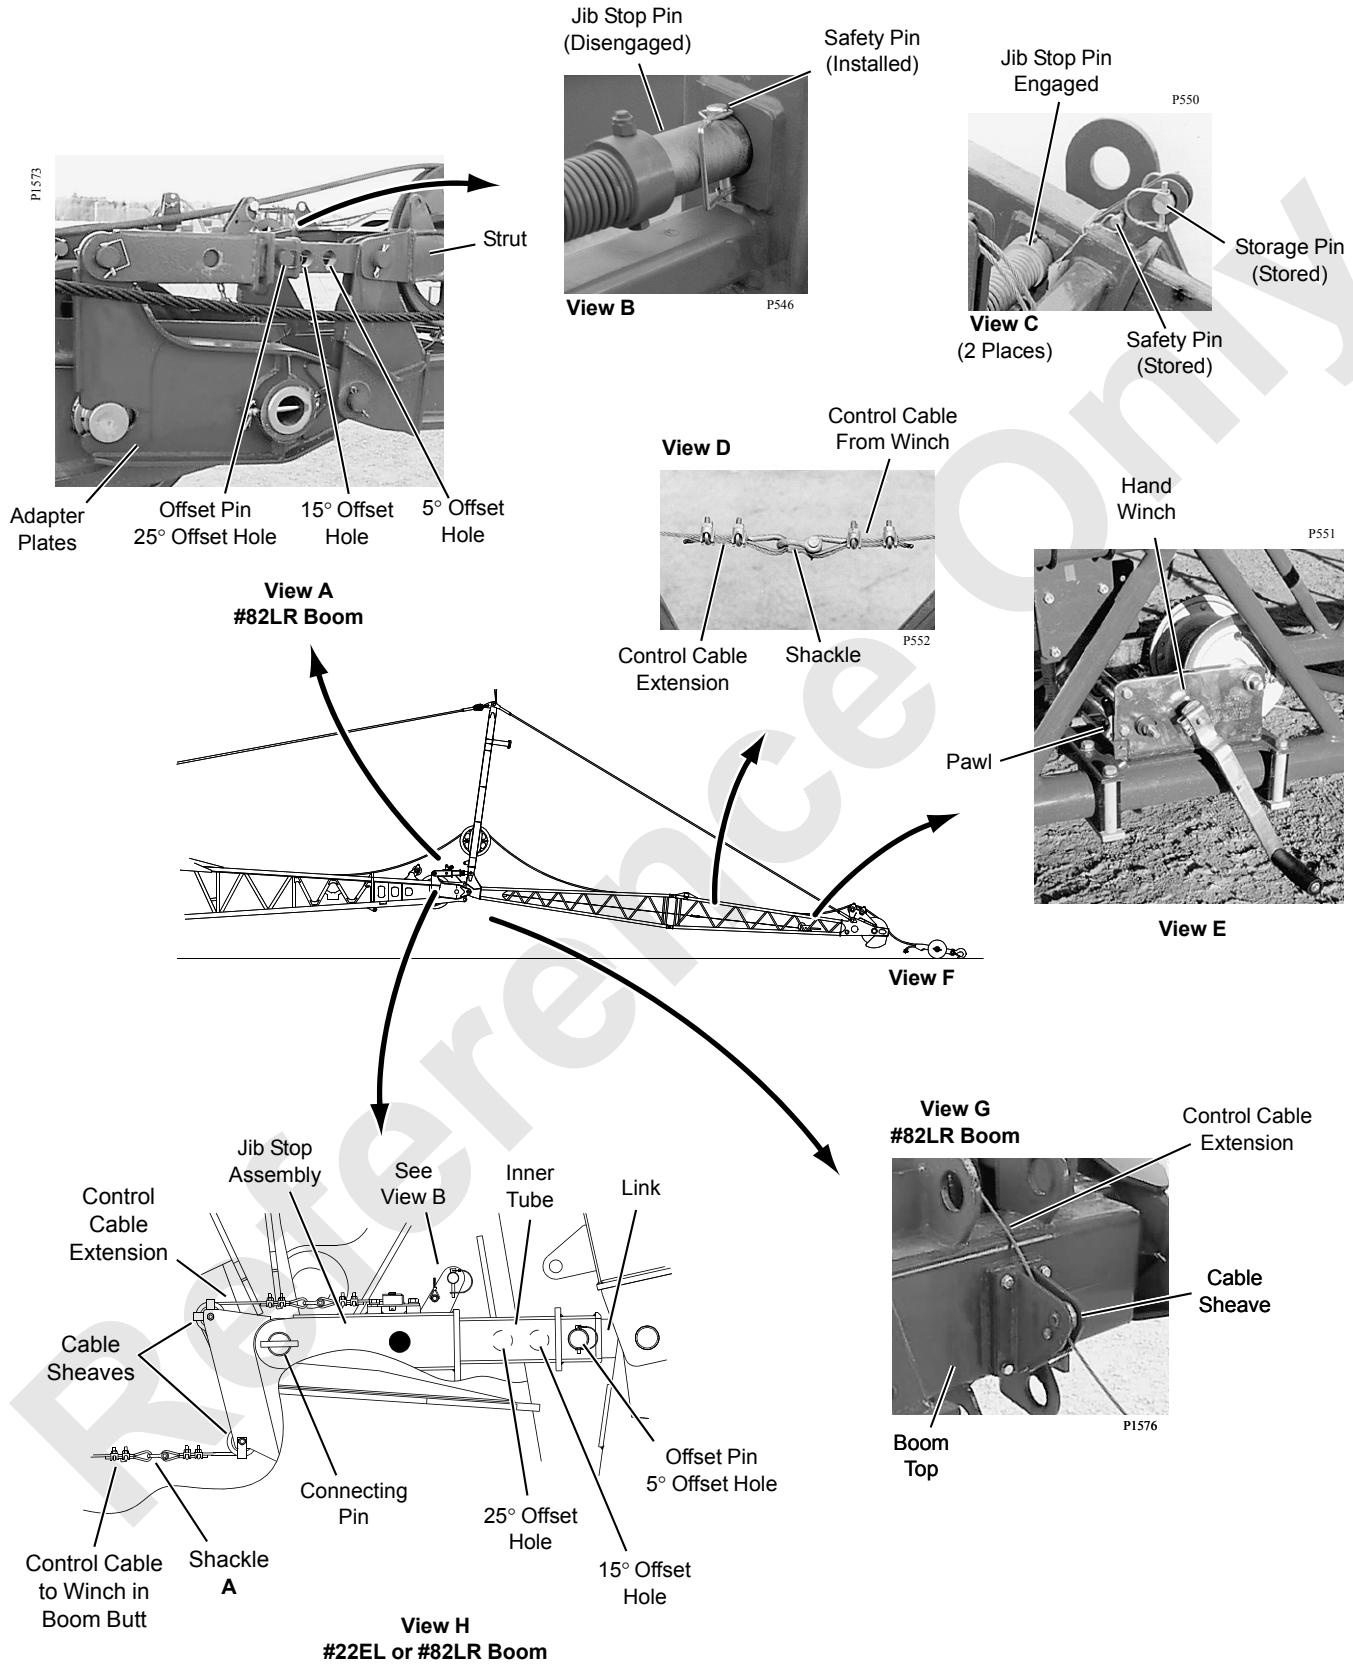 Jib Stop Pin
(Disengaged)
Safety Pin
(Installed)
Jib Stop Pin
Engaged
P550
P1573
Strut
View B
P546
Storage Pin
(Stored)
View C
(2 Places)
Safety Pin
(Stored)
Adapter
Plates
Offset Pin
25° Offset Hole
15° Offset
Hole
5° Offset
Hole
View A
#82LR Boom
View D
Control Cable
From Winch
P552
Control Cable
Extension
Shackle
Hand
Winch
P551
Pawl
View E
View F
View G
#82LR Boom
Control Cable
Extension
Cable
Sheave
P1576
Boom
Top
Jib Stop
Assembly
See
View B
Inner
Tube
Link
Control
Cable
Extension
Cable
Sheaves
Connecting
Pin
Offset Pin
5° Offset Hole
25° Offset
Hole
15° Offset
Hole
Control Cable
to Winch in
Boom Butt
Shackle
A
View H
#22EL or #82LR Boom
Reference Only